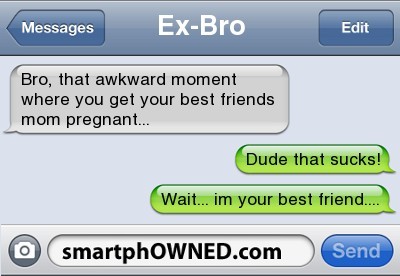 Messages
Ex-Bro
Edit
Bro, that awkward moment
where you get your best friends
mom pregnant...
Dude that sucks!
Wait... im your best friend....
smartphOWNED.com
Send